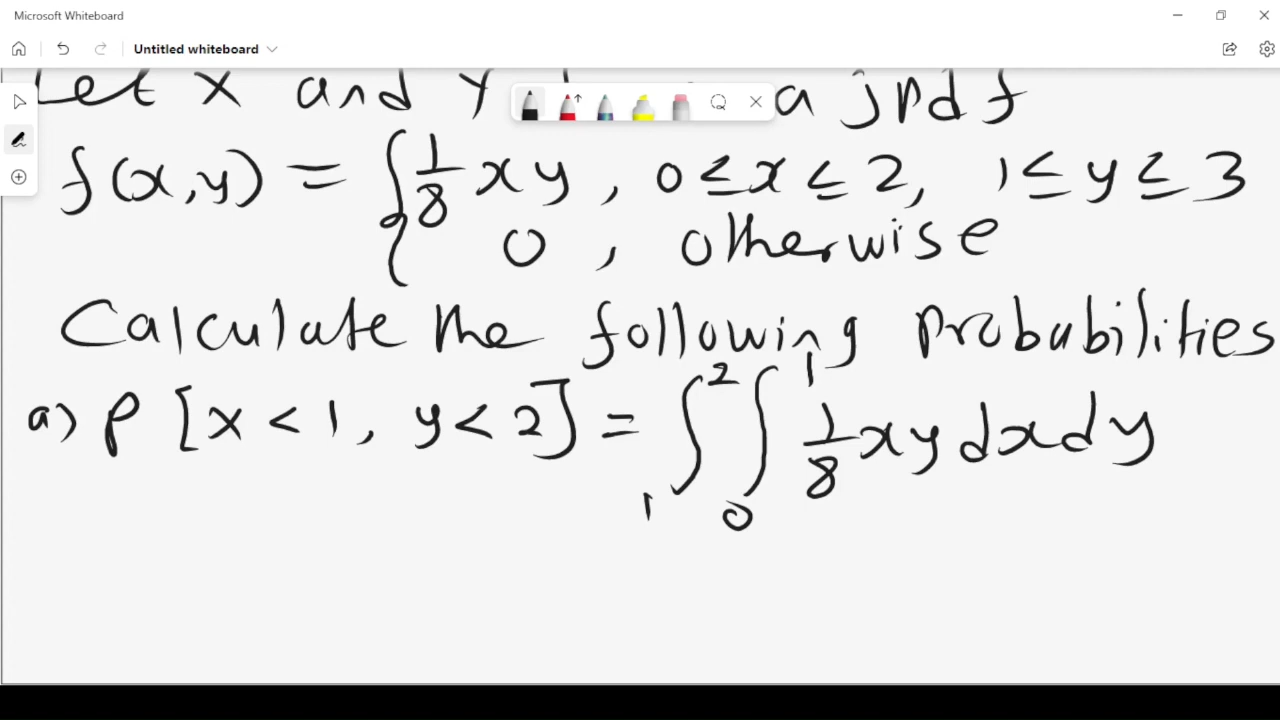 Microsoft Whiteboard
Untitled whiteboard
Let X and Y a jpdf
f(x,y) = { 1/8 xy, 0 ≤ x ≤ 2, 1 ≤ y ≤ 3
0, otherwise
Calculate the following probabilities
a) P [x < 1, y < 2] = ∫₁² ∫₀¹ 1/8 xy dx dy